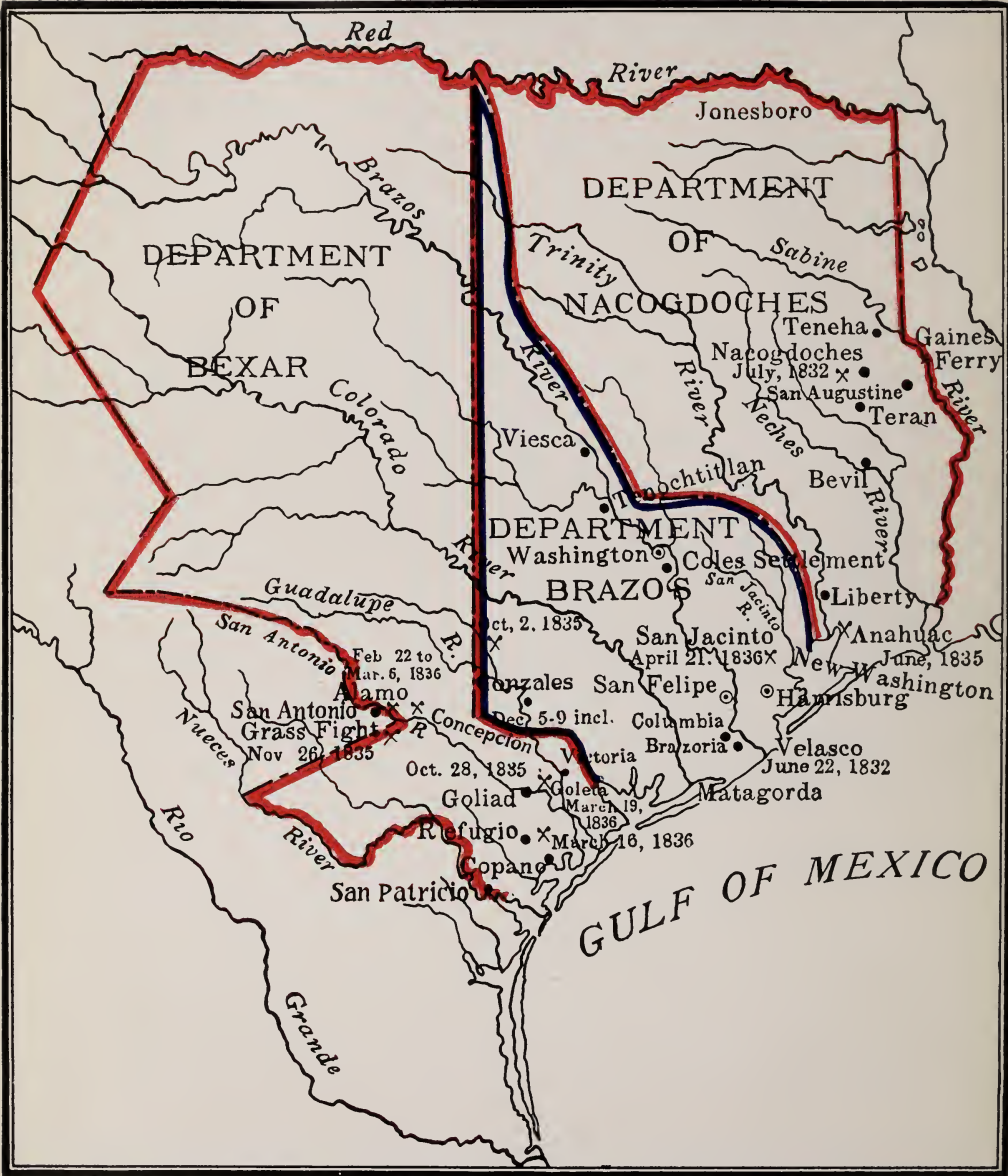 Red
River
Jonesboro
Brazos
DEPARTMENT
OF
NACOGDOCHES
DEPARTMENT
OF
BEXAR
Trinity
Sabine
Teneha
Gaines
Ferry
Nacogdoches
July, 1832
San Augustine
Teran
River
River
River
Neches
Colorado
Viesca
Bevil
River
Tenochtitlan
DEPARTMENT
BRAZOS
Washington
Coles Settlement
River
San
Jacinto
R.
Liberty
Guadalupe
R.
San Antonio
Oct, 2. 1835
San Jacinto
April 21. 1836
Anahuac
June, 1835
New Washington
Feb 22 to
Mar. 6, 1836
Alamo
San Antonio
Grass Fight
Nov 26, 1835
R
Concepcion
Dec. 5-9 incl.
Gonzales
San Felipe
Harrisburg
Columbia
Brazoria
Velasco
June 22, 1832
Nueces
Victoria
Oct. 28, 1835
Goliad
Goleta
March 19,
1836
Matagorda
Refugio
March 16, 1836
Copano
River
San Patricio
Rio
Grande
GULF OF MEXICO